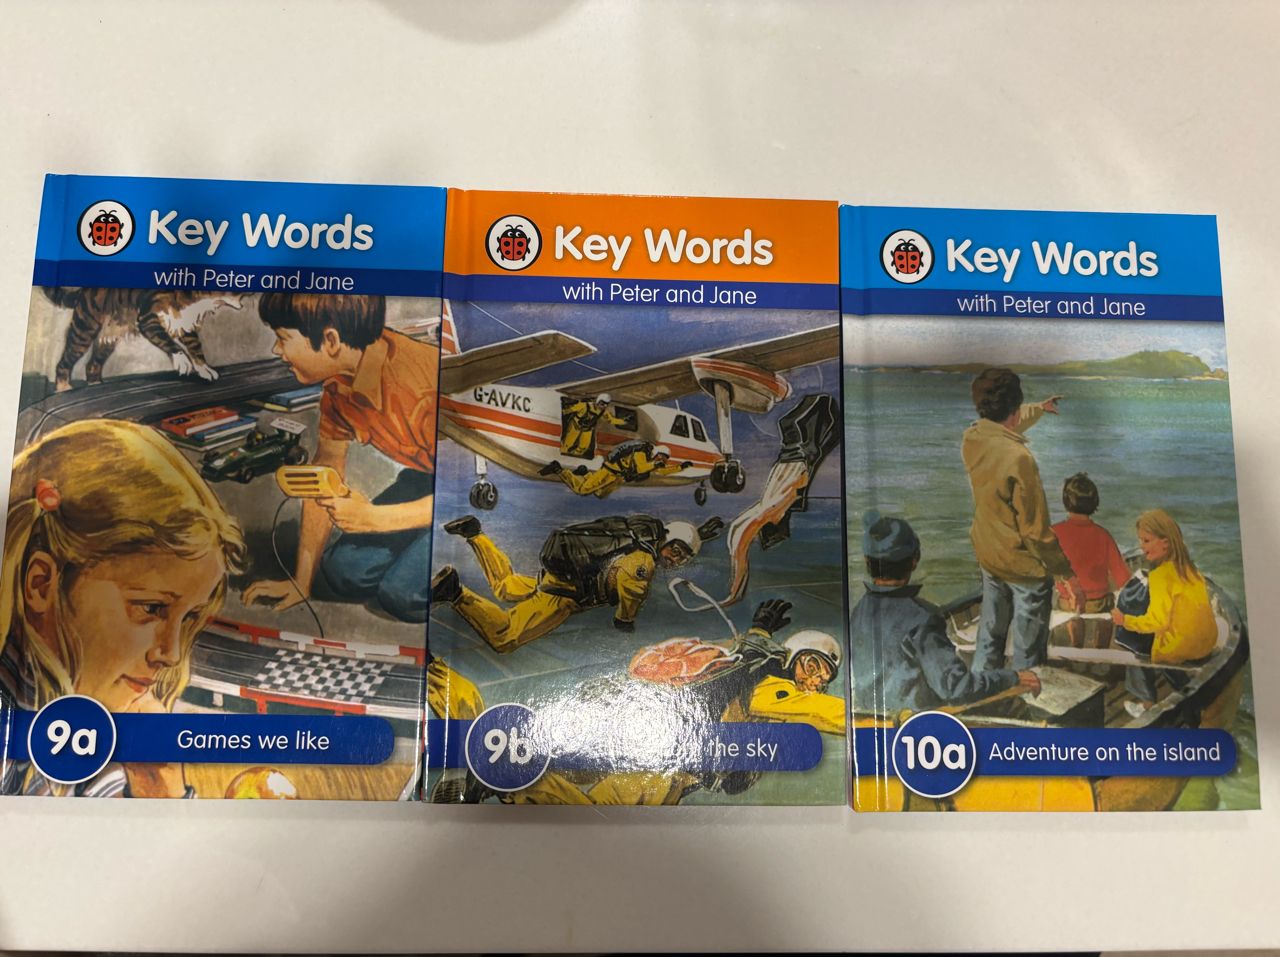 Key Words
with Peter and Jane
9a
Games we like
Key Words
with Peter and Jane
G-AVKC
9b
the sky
Key Words
with Peter and Jane
10a
Adventure on the island